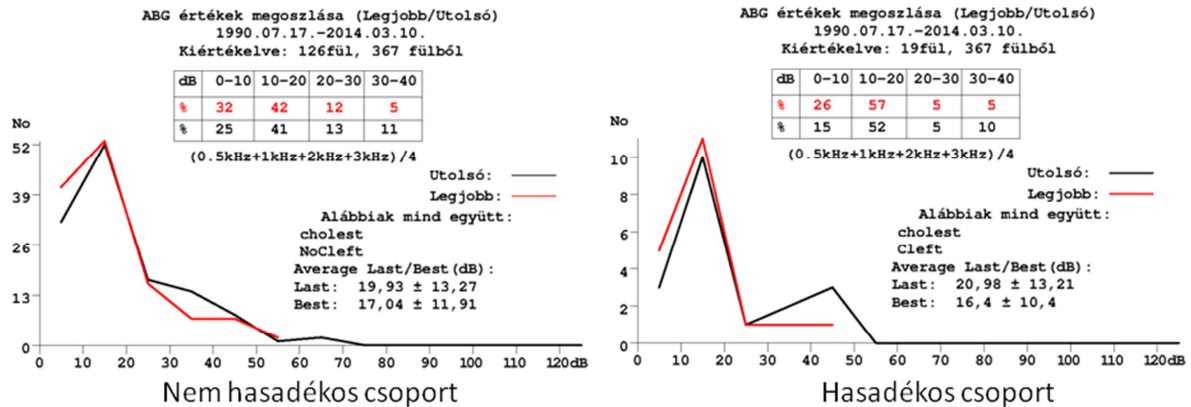 ABG értékek megoszlása (Legjobb/Utolsó)
1990.07.17.-2014.03.10.
Kiértékelve: 126fül, 367 fülből
dB 0-10 10-20 20-30 30-40
% 32 42 12 5
% 25 41 13 11
(0.5kHz+1kHz+2kHz+3kHz)/4
No
52
39
26
13
0
Utolsó:
Legjobb:
Alábbiak mind együtt:
cholest
NoCleft
Average Last/Best(dB):
Last: 19,93 ± 13,27
Best: 17,04 ± 11,91
0 10 20 30 40 50 60 70 80 90 100 110 120dB
Nem hasadékos csoport
ABG értékek megoszlása (Legjobb/Utolsó)
1990.07.17.-2014.03.10.
Kiértékelve: 19fül, 367 fülből
dB 0-10 10-20 20-30 30-40
% 26 57 5 5
% 15 52 5 10
(0.5kHz+1kHz+2kHz+3kHz)/4
No
10
8
6
4
2
0
Utolsó:
Legjobb:
Alábbiak mind együtt:
cholest
Cleft
Average Last/Best(dB):
Last: 20,98 ± 13,21
Best: 16,4 ± 10,4
0 10 20 30 40 50 60 70 80 90 100 120dB
Hasadékos csoport